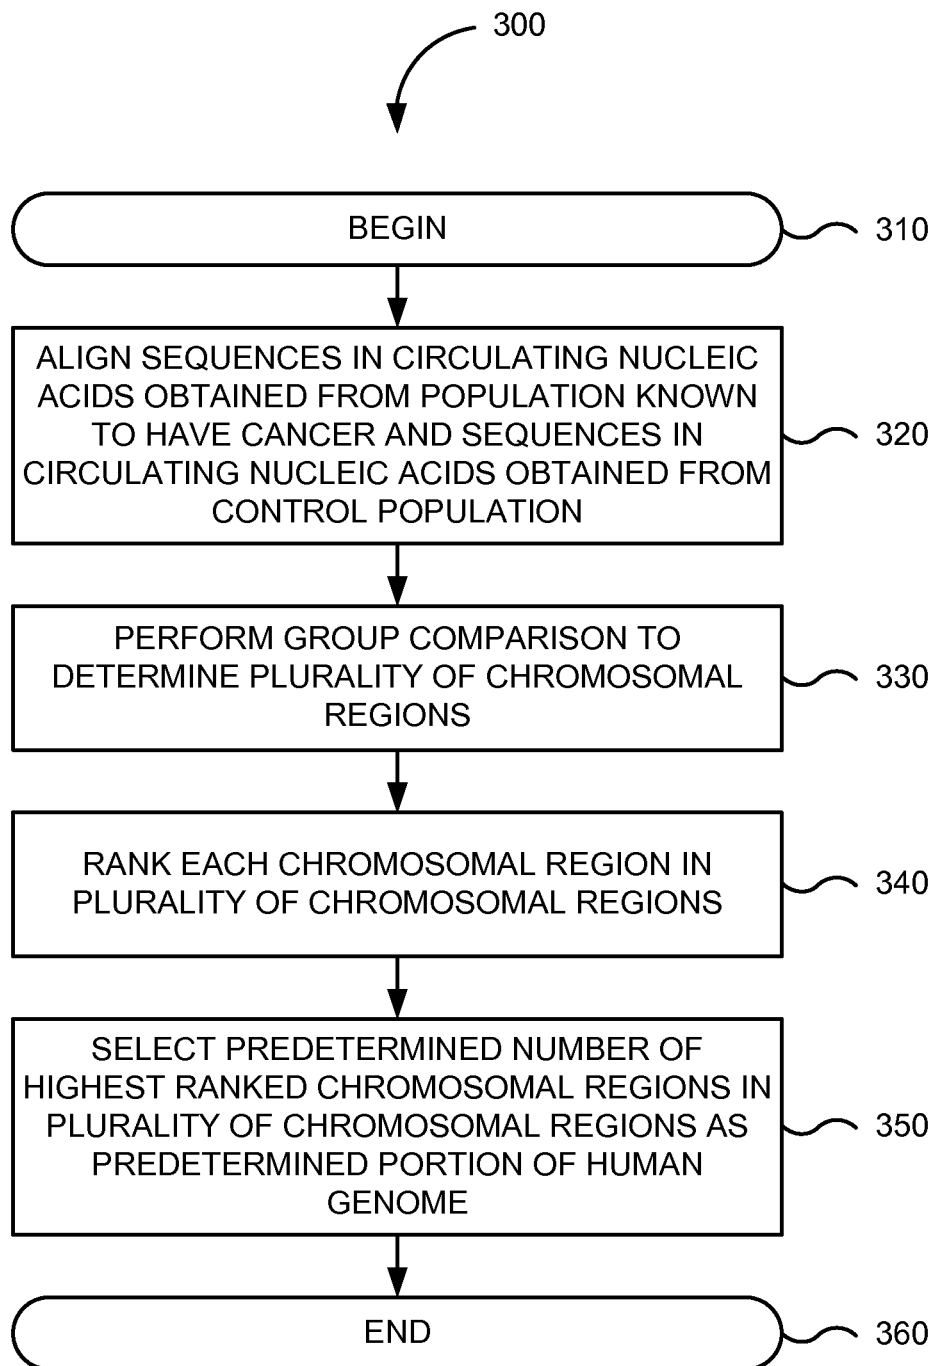 300
BEGIN
310
ALIGN SEQUENCES IN CIRCULATING NUCLEIC
ACIDS OBTAINED FROM POPULATION KNOWN
TO HAVE CANCER AND SEQUENCES IN
CIRCULATING NUCLEIC ACIDS OBTAINED FROM
CONTROL POPULATION
320
PERFORM GROUP COMPARISON TO
DETERMINE PLURALITY OF CHROMOSOMAL
REGIONS
330
RANK EACH CHROMOSOMAL REGION IN
PLURALITY OF CHROMOSOMAL REGIONS
340
SELECT PREDETERMINED NUMBER OF
HIGHEST RANKED CHROMOSOMAL REGIONS IN
PLURALITY OF CHROMOSOMAL REGIONS AS
PREDETERMINED PORTION OF HUMAN
GENOME
350
END
360